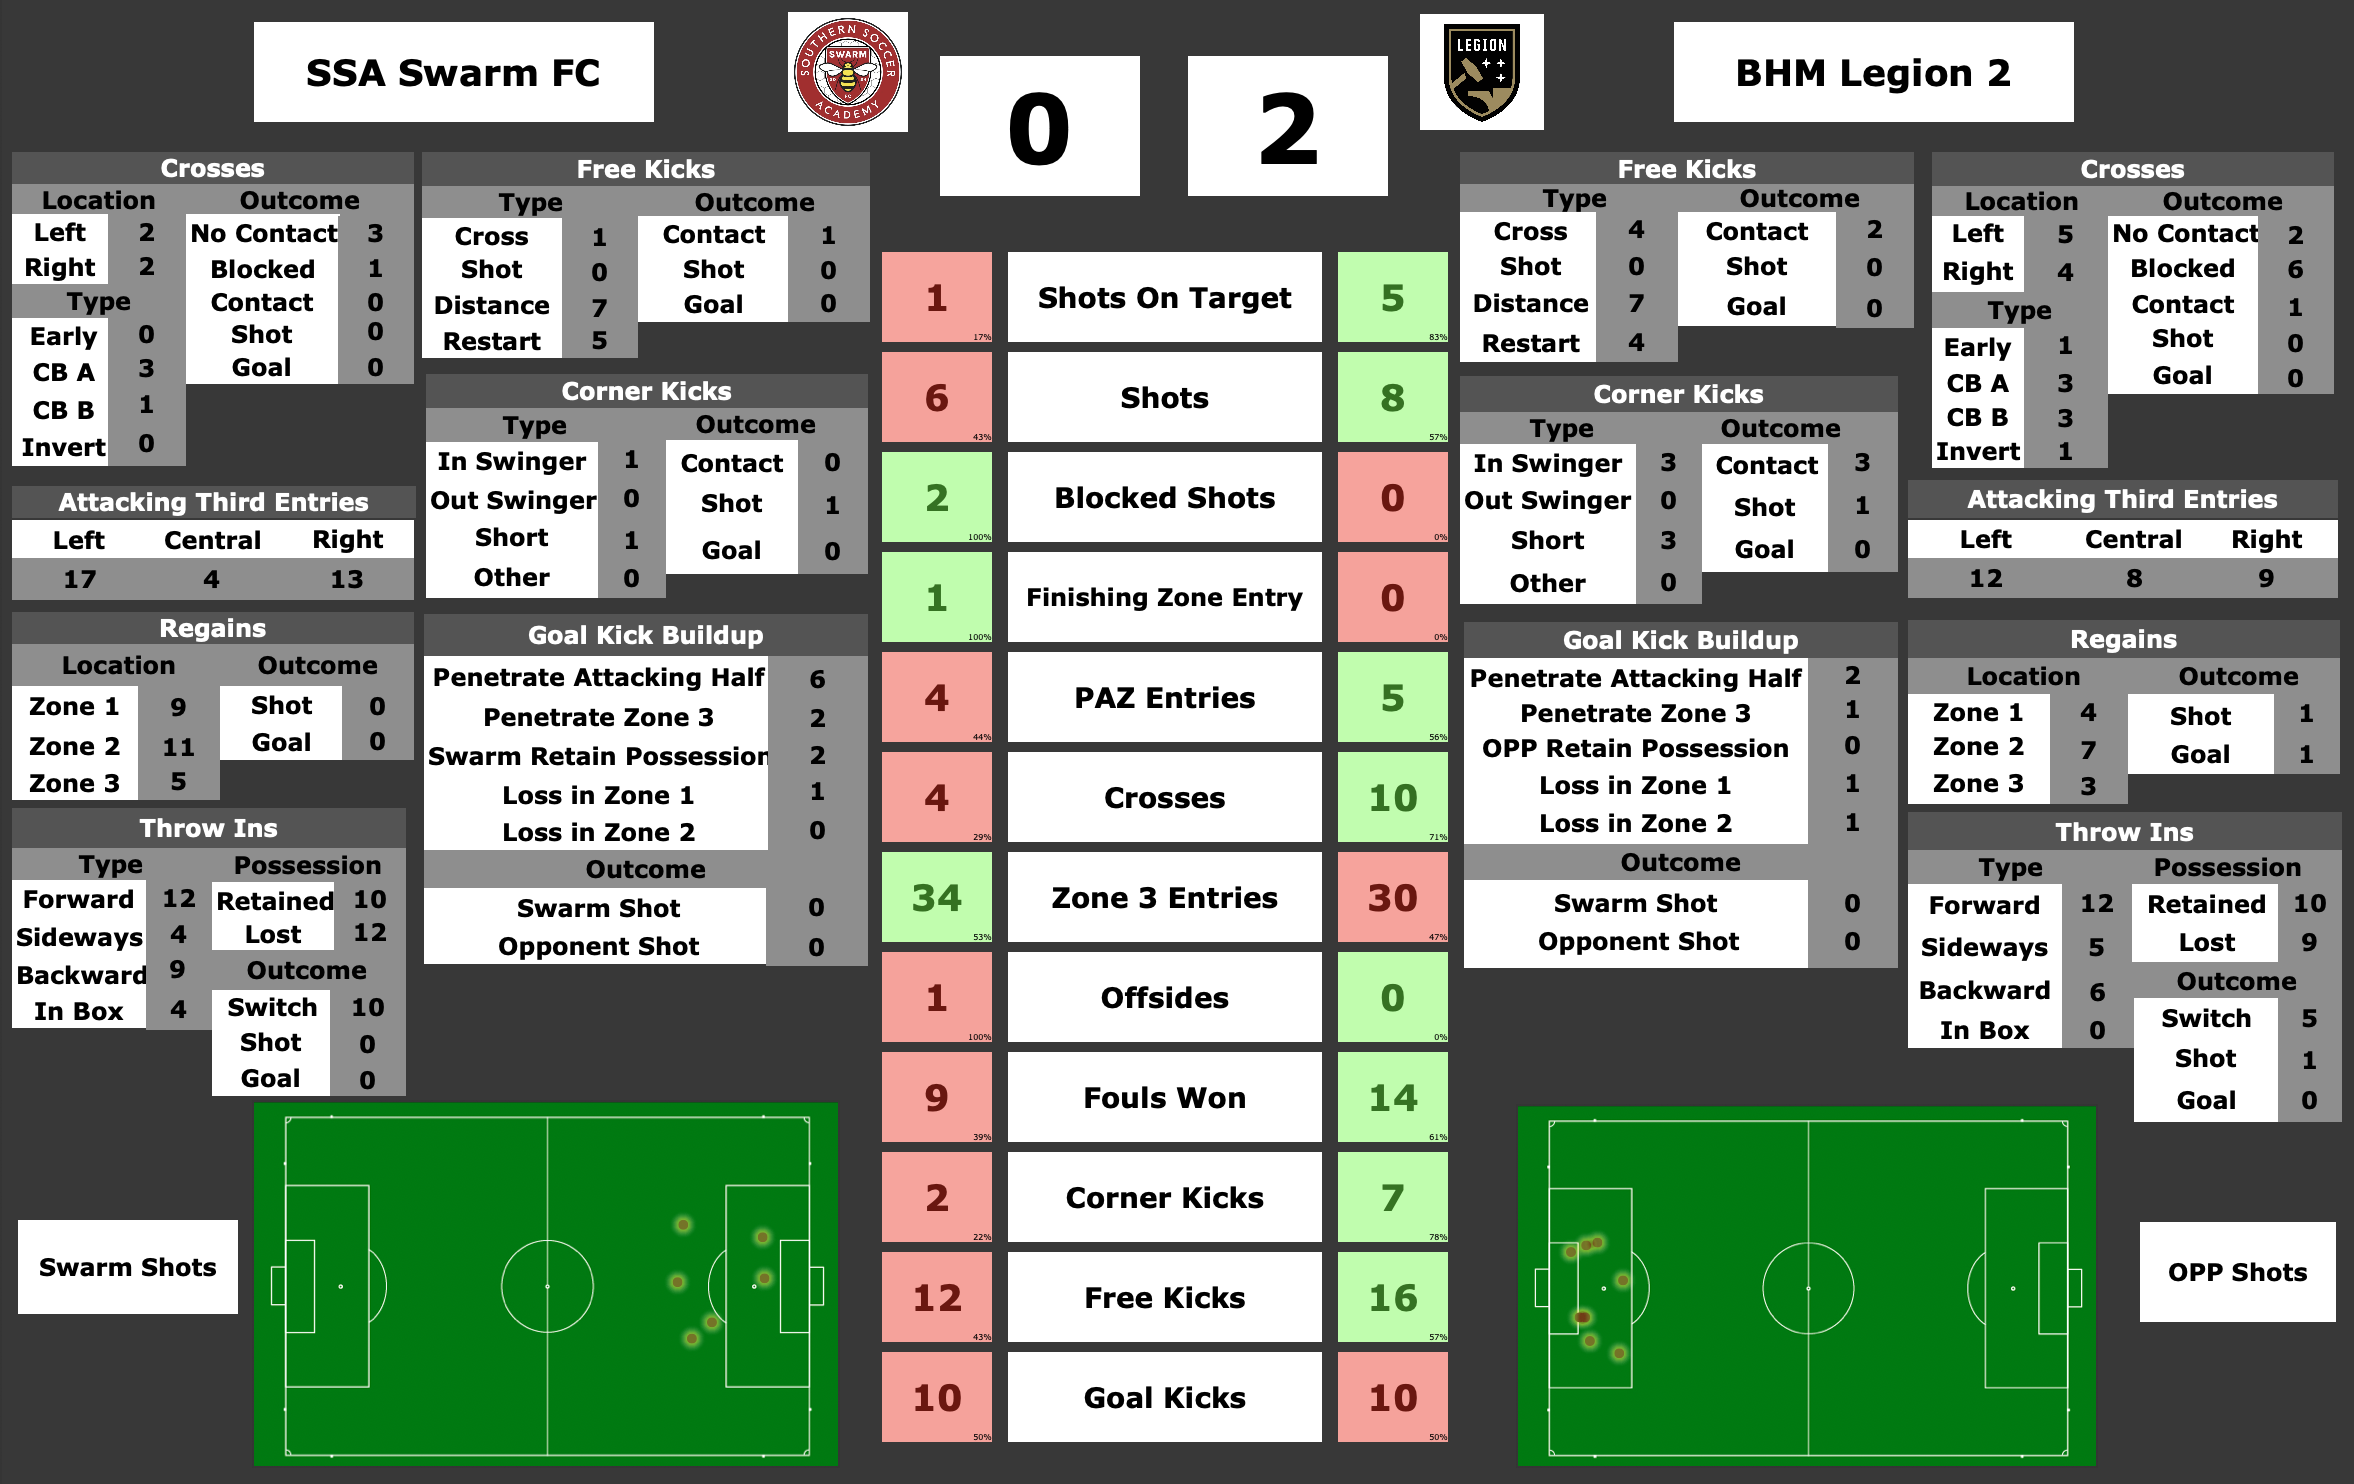 SSA Swarm FC
SOUTHERN SOCCER
SWARM
FC
ACADEMY
0
2
LEGION
BHM Legion 2
Crosses
Location Outcome
Left 2 No Contact 3
Right 2 Blocked 1
Type Contact 0
Early 0 Shot 0
CB A 3 Goal 0
CB B 1
Invert 0
Attacking Third Entries
Left Central Right
17 4 13
Regains
Location Outcome
Zone 1 9 Shot 0
Zone 2 11 Goal 0
Zone 3 5
Throw Ins
Type Possession
Forward 12 Retained 10
Sideways 4 Lost 12
Backward 9 Outcome
In Box 4 Switch 10
Shot 0
Goal 0
Free Kicks
Type Outcome
Cross 1 Contact 1
Shot 0 Shot 0
Distance 7 Goal 0
Restart 5
Corner Kicks
Type Outcome
In Swinger 1 Contact 0
Out Swinger 0 Shot 1
Short 1 Goal 0
Other 0
Goal Kick Buildup
Penetrate Attacking Half 6
Penetrate Zone 3 2
Swarm Retain Possession 2
Loss in Zone 1 1
Loss in Zone 2 0
Outcome
Swarm Shot 0
Opponent Shot 0
1 17% Shots On Target 5 83%
6 43% Shots 8 57%
2 100% Blocked Shots 0 0%
1 100% Finishing Zone Entry 0 0%
4 44% PAZ Entries 5 56%
4 29% Crosses 10 71%
34 53% Zone 3 Entries 30 47%
1 100% Offsides 0 0%
9 39% Fouls Won 14 61%
2 22% Corner Kicks 7 78%
12 43% Free Kicks 16 57%
10 50% Goal Kicks 10 50%
Free Kicks
Type Outcome
Cross 4 Contact 2
Shot 0 Shot 0
Distance 7 Goal 0
Restart 4
Corner Kicks
Type Outcome
In Swinger 3 Contact 3
Out Swinger 0 Shot 1
Short 3 Goal 0
Other 0
Goal Kick Buildup
Penetrate Attacking Half 2
Penetrate Zone 3 1
OPP Retain Possession 0
Loss in Zone 1 1
Loss in Zone 2 1
Outcome
Swarm Shot 0
Opponent Shot 0
Crosses
Location Outcome
Left 5 No Contact 2
Right 4 Blocked 6
Type Contact 1
Early 1 Shot 0
CB A 3 Goal 0
CB B 3
Invert 1
Attacking Third Entries
Left Central Right
12 8 9
Regains
Location Outcome
Zone 1 4 Shot 1
Zone 2 7 Goal 1
Zone 3 3
Throw Ins
Type Possession
Forward 12 Retained 10
Sideways 5 Lost 9
Backward 6 Outcome
In Box 0 Switch 5
Shot 1
Goal 0
Swarm Shots
OPP Shots